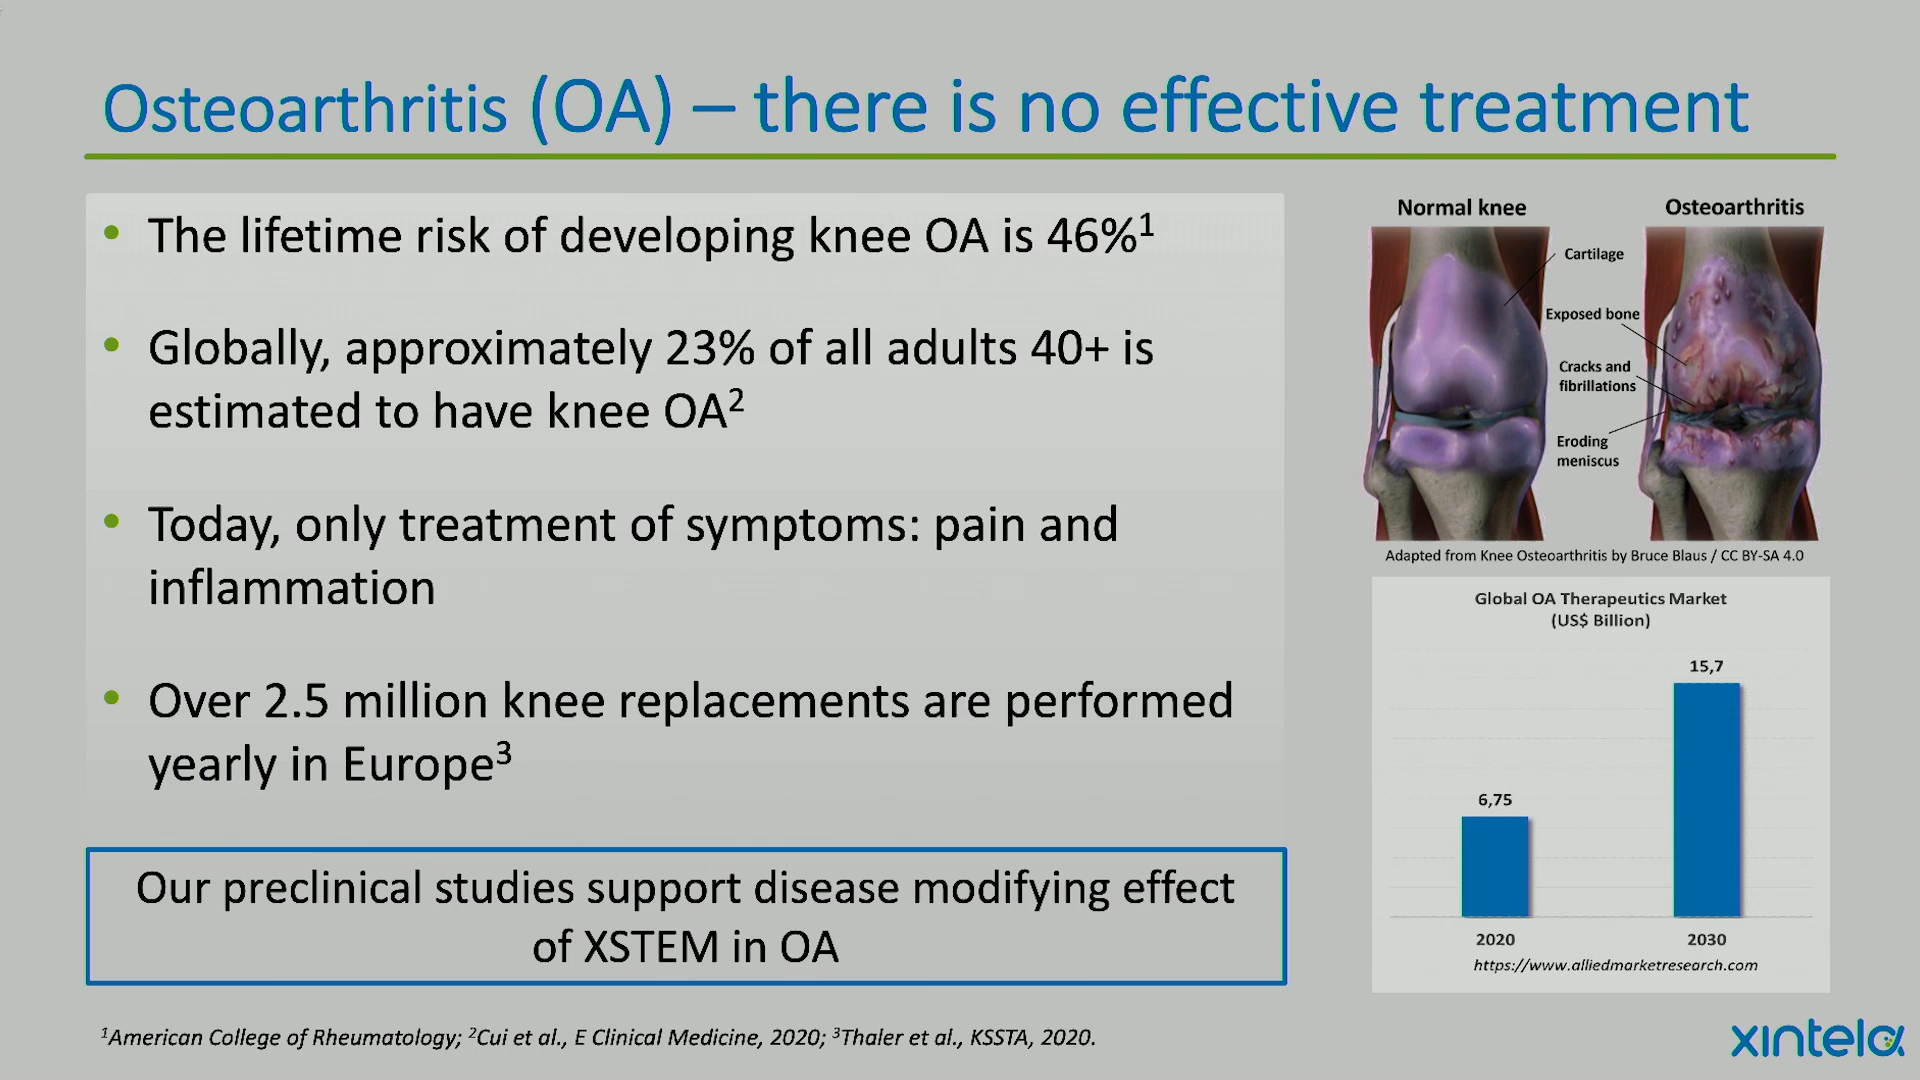 Osteoarthritis (OA) – there is no effective treatment
• The lifetime risk of developing knee OA is 46%¹
• Globally, approximately 23% of all adults 40+ is
estimated to have knee OA²
• Today, only treatment of symptoms: pain and
inflammation
• Over 2.5 million knee replacements are performed
yearly in Europe³
Our preclinical studies support disease modifying effect
of XSTEM in OA
¹American College of Rheumatology; ²Cui et al., E Clinical Medicine, 2020; ³Thaler et al., KSSTA, 2020.
Normal knee
Osteoarthritis
Cartilage
Exposed bone
Cracks and
fibrillations
Eroding
meniscus
Adapted from Knee Osteoarthritis by Bruce Blaus / CC BY-SA 4.0
Global OA Therapeutics Market
(US$ Billion)
15,7
6,75
2020
2030
https://www.alliedmarketresearch.com
xintela